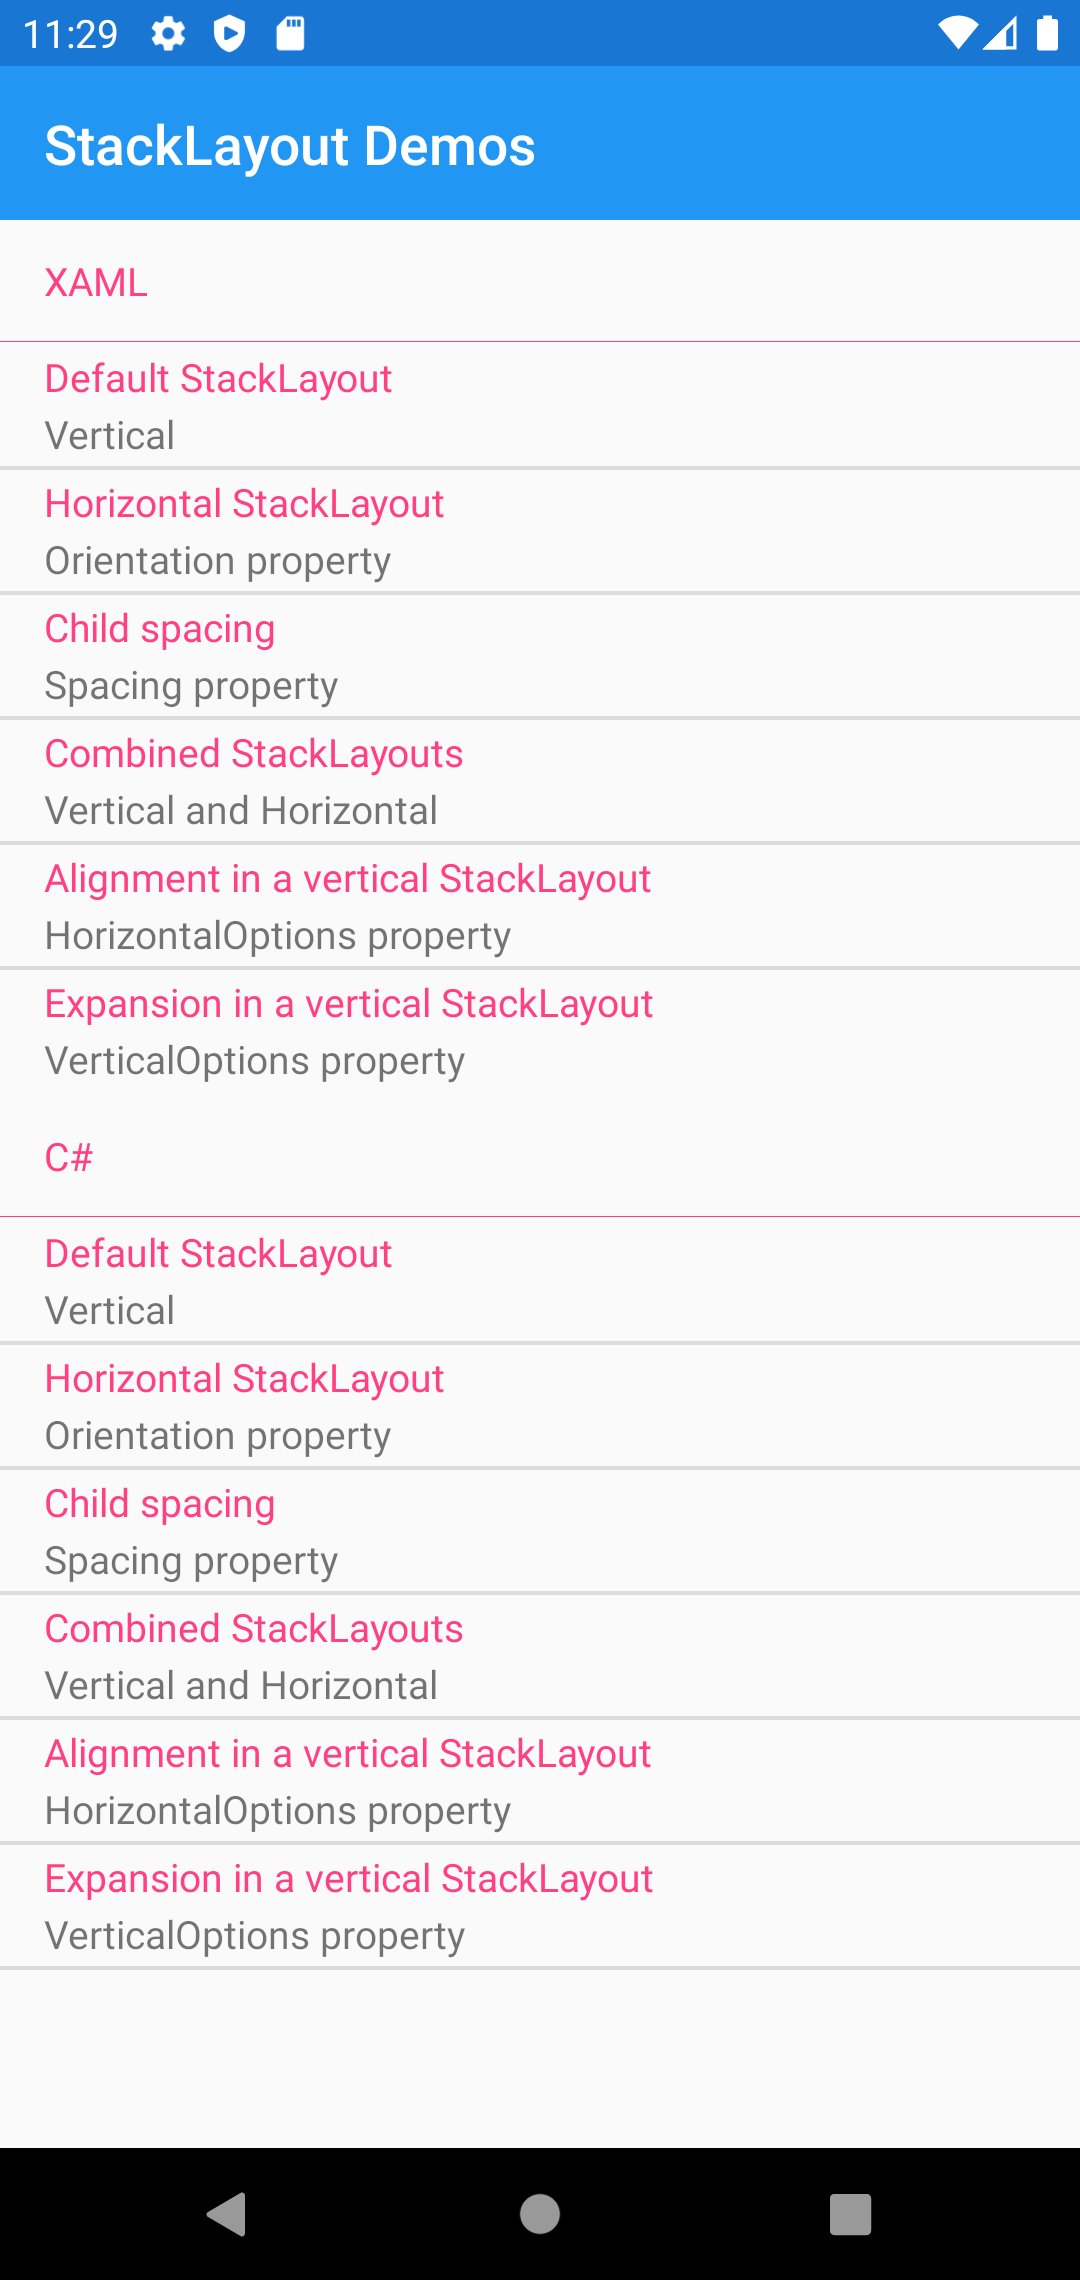 11:29
StackLayout Demos
XAML
Default StackLayout
Vertical
Horizontal StackLayout
Orientation property
Child spacing
Spacing property
Combined StackLayouts
Vertical and Horizontal
Alignment in a vertical StackLayout
HorizontalOptions property
Expansion in a vertical StackLayout
VerticalOptions property
C#
Default StackLayout
Vertical
Horizontal StackLayout
Orientation property
Child spacing
Spacing property
Combined StackLayouts
Vertical and Horizontal
Alignment in a vertical StackLayout
HorizontalOptions property
Expansion in a vertical StackLayout
VerticalOptions property